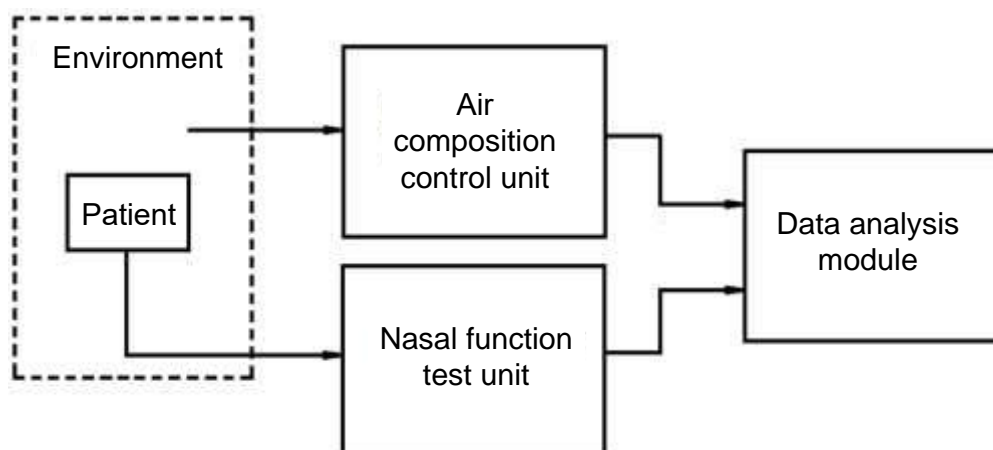 Environment
Patient
Air
composition
control unit
Nasal function
test unit
Data analysis
module